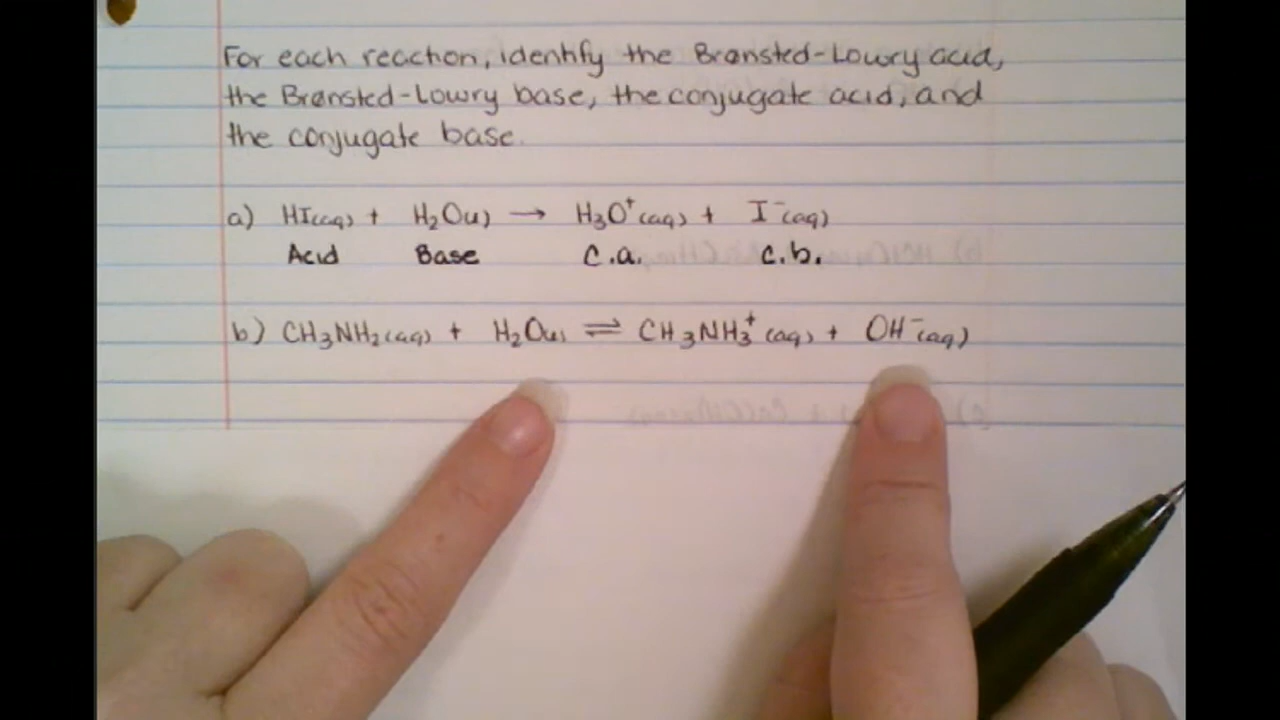 For each reaction, identify the Brønsted-Lowry acid,
the Brønsted-Lowry base, the conjugate acid, and
the conjugate base.
a) HI(aq) + H₂O(l) → H₃O⁺(aq) + I⁻(aq)
Acid Base C.a. C.b.
b) CH₃NH₂(aq) + H₂O(l) ⇌ CH₃NH₃⁺(aq) + OH⁻(aq)